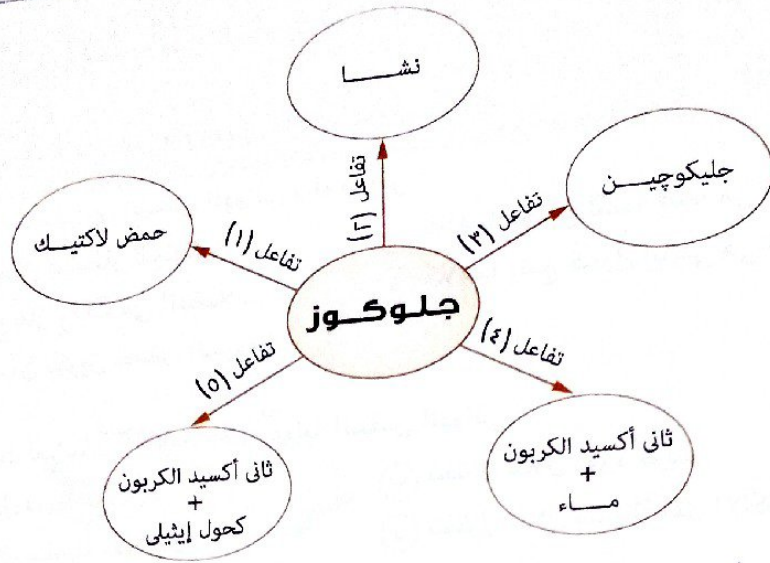 نشا
جليكوچين
تفاعل (٢)
تفاعل (٣)
حمض لاكتيك
تفاعل (١)
جلوكوز
تفاعل (٤)
تفاعل (٥)
ثانى أكسيد الكربون
+
ماء
ثانى أكسيد الكربون
+
كحول إيثيلى